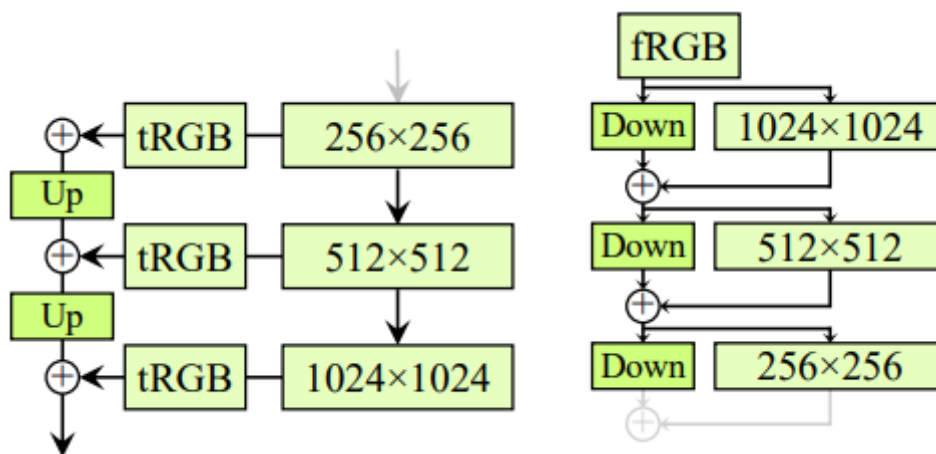 tRGB 256×256
Up
tRGB 512×512
Up
tRGB 1024×1024
fRGB
Down 1024×1024
Down 512×512
Down 256×256